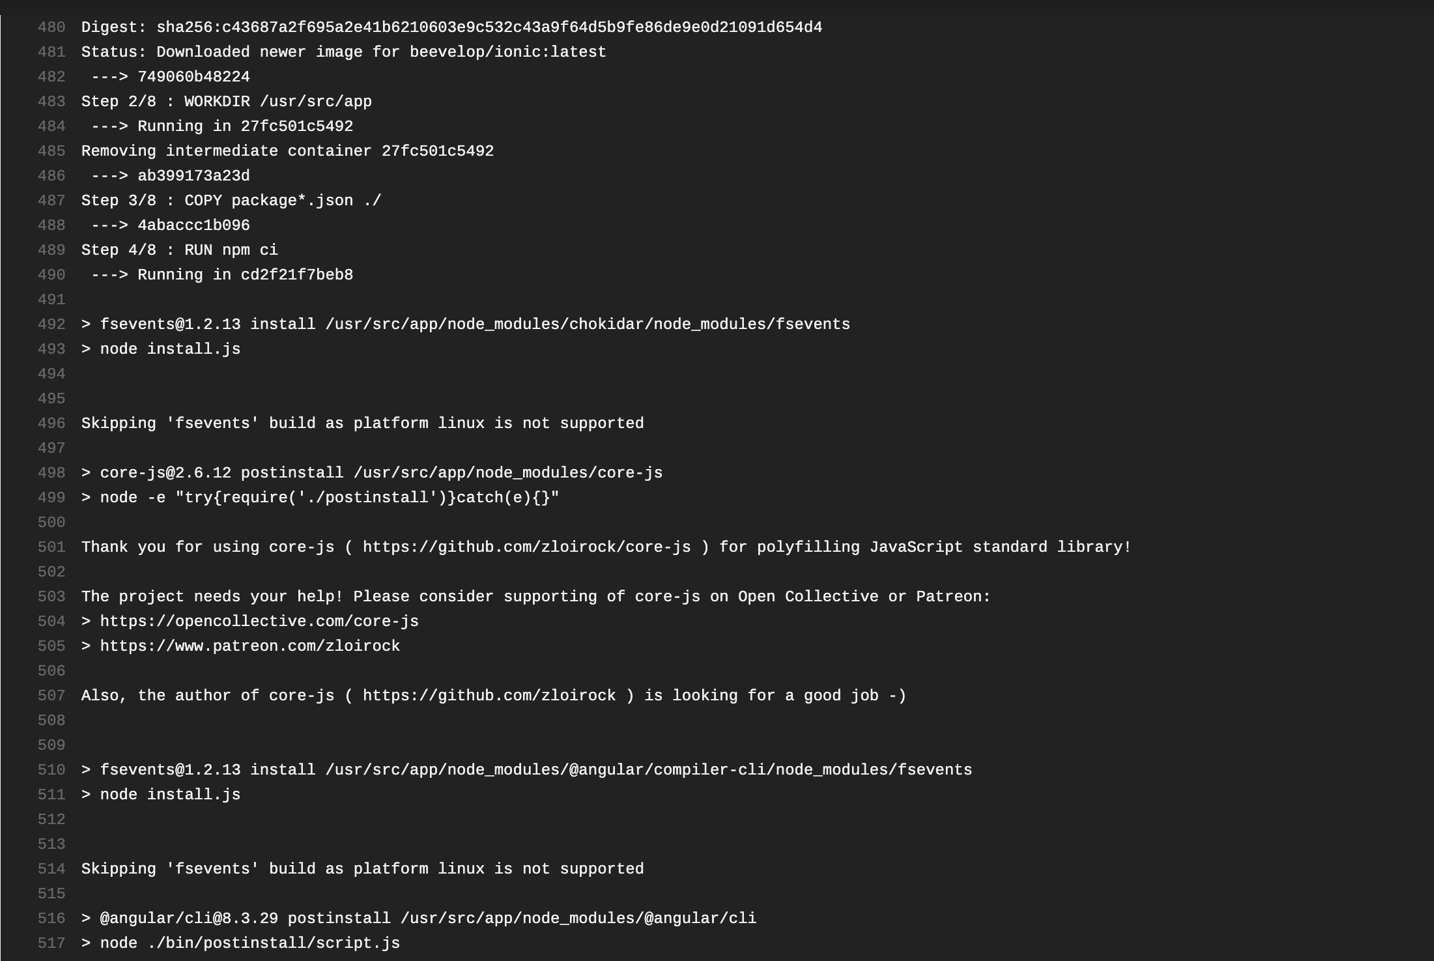 480 Digest: sha256:c43687a2f695a2e41b6210603e9c532c43a9f64d5b9fe86de9e0d21091d654d4
481 Status: Downloaded newer image for beevelop/ionic:latest
482  ---> 749060b48224
483 Step 2/8 : WORKDIR /usr/src/app
484  ---> Running in 27fc501c5492
485 Removing intermediate container 27fc501c5492
486  ---> ab399173a23d
487 Step 3/8 : COPY package*.json ./
488  ---> 4abaccc1b096
489 Step 4/8 : RUN npm ci
490  ---> Running in cd2f21f7beb8
491
492 > fsevents@1.2.13 install /usr/src/app/node_modules/chokidar/node_modules/fsevents
493 > node install.js
494
495
496 Skipping 'fsevents' build as platform linux is not supported
497
498 > core-js@2.6.12 postinstall /usr/src/app/node_modules/core-js
499 > node -e "try{require('./postinstall')}catch(e){}"
500
501 Thank you for using core-js ( https://github.com/zloirock/core-js ) for polyfilling JavaScript standard library!
502
503 The project needs your help! Please consider supporting of core-js on Open Collective or Patreon:
504 > https://opencollective.com/core-js
505 > https://www.patreon.com/zloirock
506
507 Also, the author of core-js ( https://github.com/zloirock ) is looking for a good job -)
508
509
510 > fsevents@1.2.13 install /usr/src/app/node_modules/@angular/compiler-cli/node_modules/fsevents
511 > node install.js
512
513
514 Skipping 'fsevents' build as platform linux is not supported
515
516 > @angular/cli@8.3.29 postinstall /usr/src/app/node_modules/@angular/cli
517 > node ./bin/postinstall/script.js